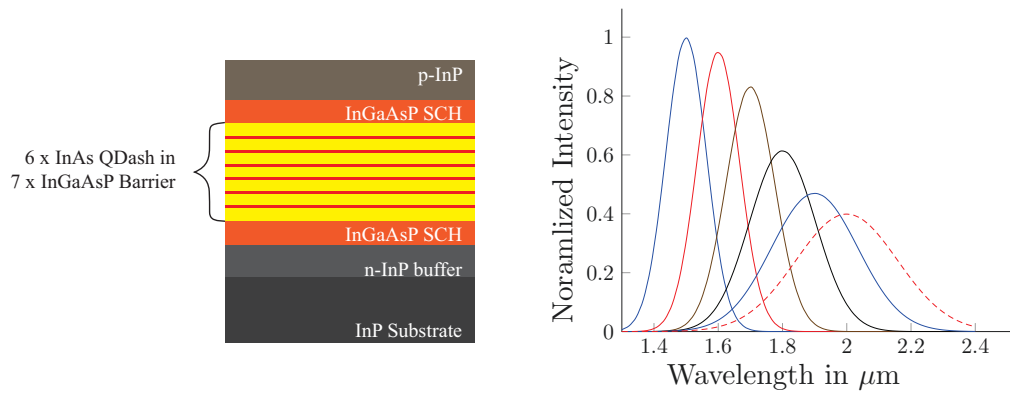 p-InP
InGaAsP SCH
6 x InAs QDash in
7 x InGaAsP Barrier
InGaAsP SCH
n-InP buffer
InP Substrate
Noramlized Intensity
1
0.8
0.6
0.4
0.2
0
1.4 1.6 1.8 2 2.2 2.4
Wavelength in μm